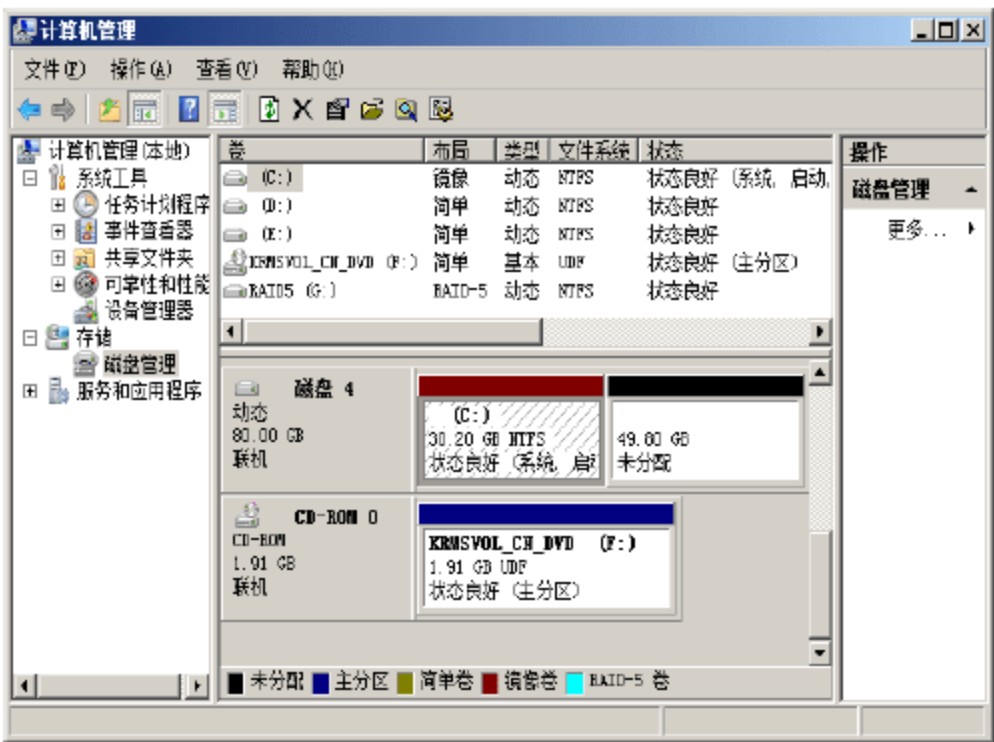 计算机管理
文件(F) 操作(A) 查看(V) 帮助(H)
计算机管理(本地)
系统工具
任务计划程序
事件查看器
共享文件夹
可靠性和性能
设备管理器
存储
磁盘管理
服务和应用程序
卷 布局 类型 文件系统 状态
(C:) 镜像 动态 NTFS 状态良好 (系统, 启动,
(D:) 简单 动态 NTFS 状态良好
(E:) 简单 动态 NTFS 状态良好
KRMSVOL_CN_DVD (F:) 简单 基本 UDF 状态良好 (主分区)
RAID5 (G:) RAID-5 动态 NTFS 状态良好
磁盘 4
动态
80.00 GB
联机
(C:)
30.20 GB NTFS
状态良好 (系统, 启
49.80 GB
未分配
CD-ROM 0
CD-ROM
1.91 GB
联机
KRMSVOL_CN_DVD (F:)
1.91 GB UDF
状态良好 (主分区)
未分配 主分区 简单卷 镜像卷 RAID-5 卷
操作
磁盘管理
更多...